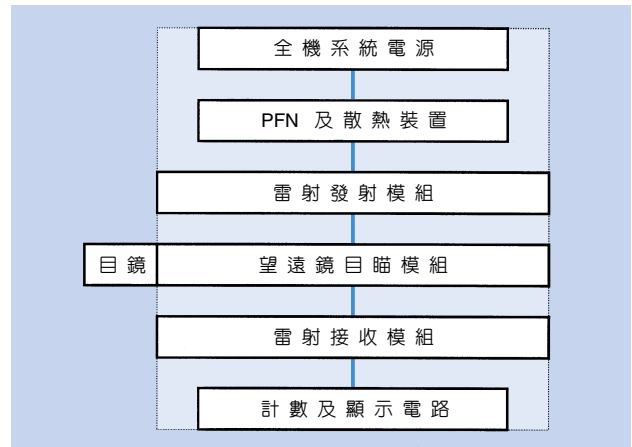 全機系統電源
PFN 及散熱裝置
雷射發射模組
目鏡 望遠鏡目瞄模組
雷射接收模組
計數及顯示電路